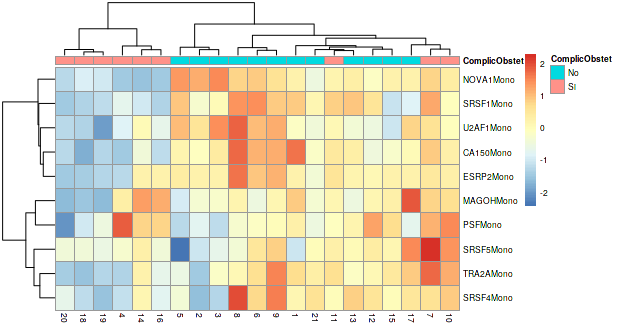 ComplicObstet
NOVA1Mono
SRSF1Mono
U2AF1Mono
CA150Mono
ESRP2Mono
MAGOHMono
PSFMono
SRSF5Mono
TRA2AMono
SRSF4Mono
20 18 19 4 14 16 5 2 3 8 6 9 1 21 11 13 12 15 17 7 10
2
1
0
-1
-2
ComplicObstet
No
SI